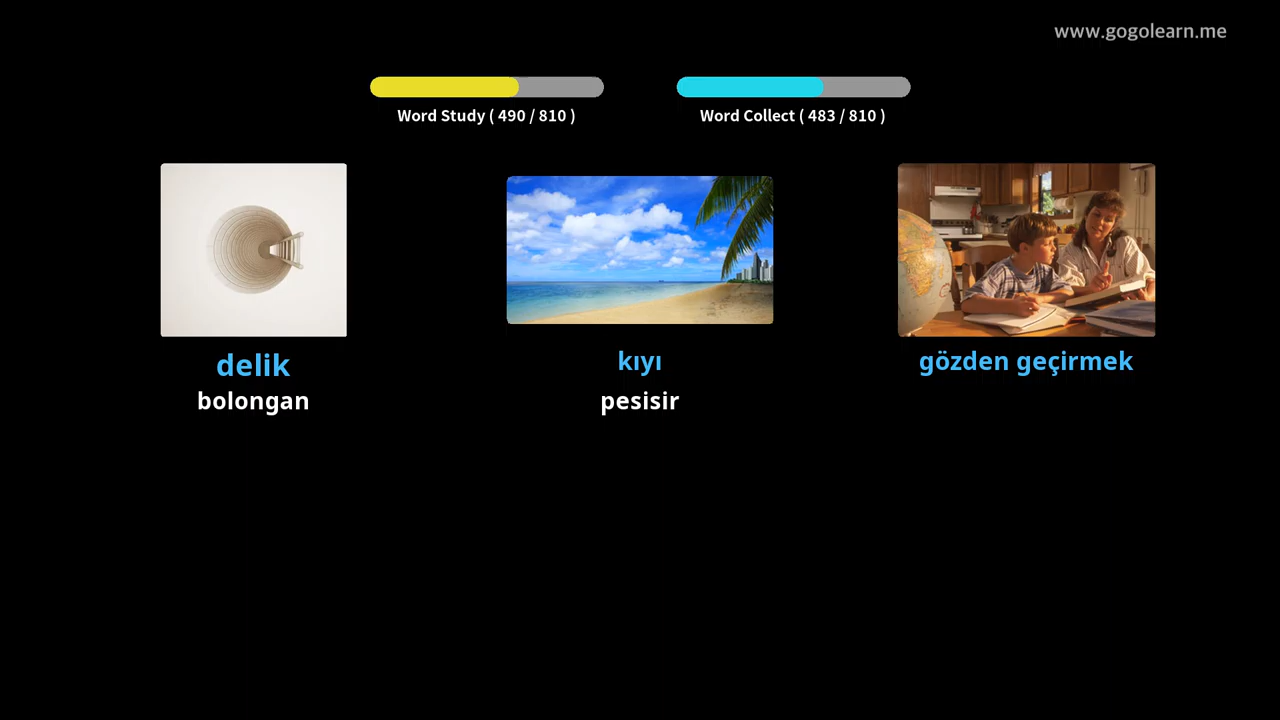 www.gogolearn.me
Word Study ( 490 / 810 )
Word Collect ( 483 / 810 )
delik
bolongan
kıyı
pesisir
gözden geçirmek